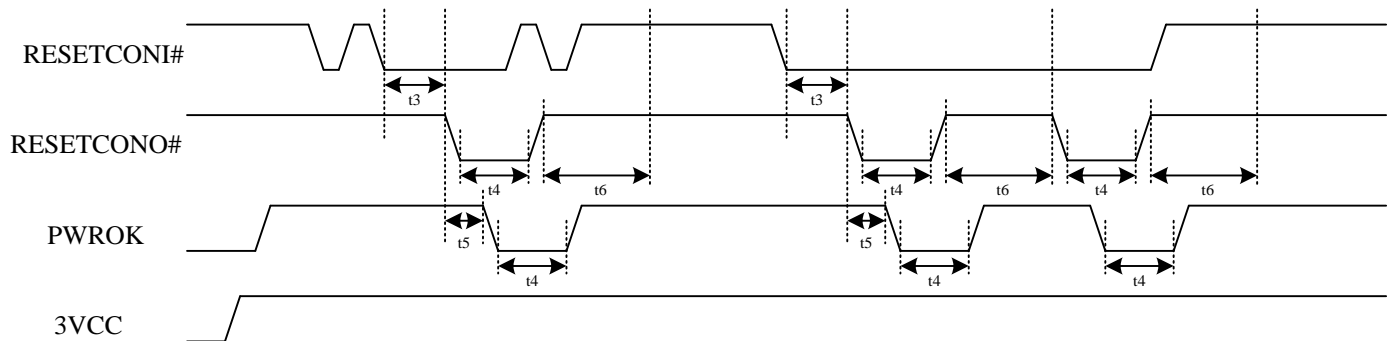 RESETCONI#
t3 t3
RESETCONO#
t4 t6 t4 t6 t4 t6
PWROK
t5 t5
t4 t4 t4
3VCC